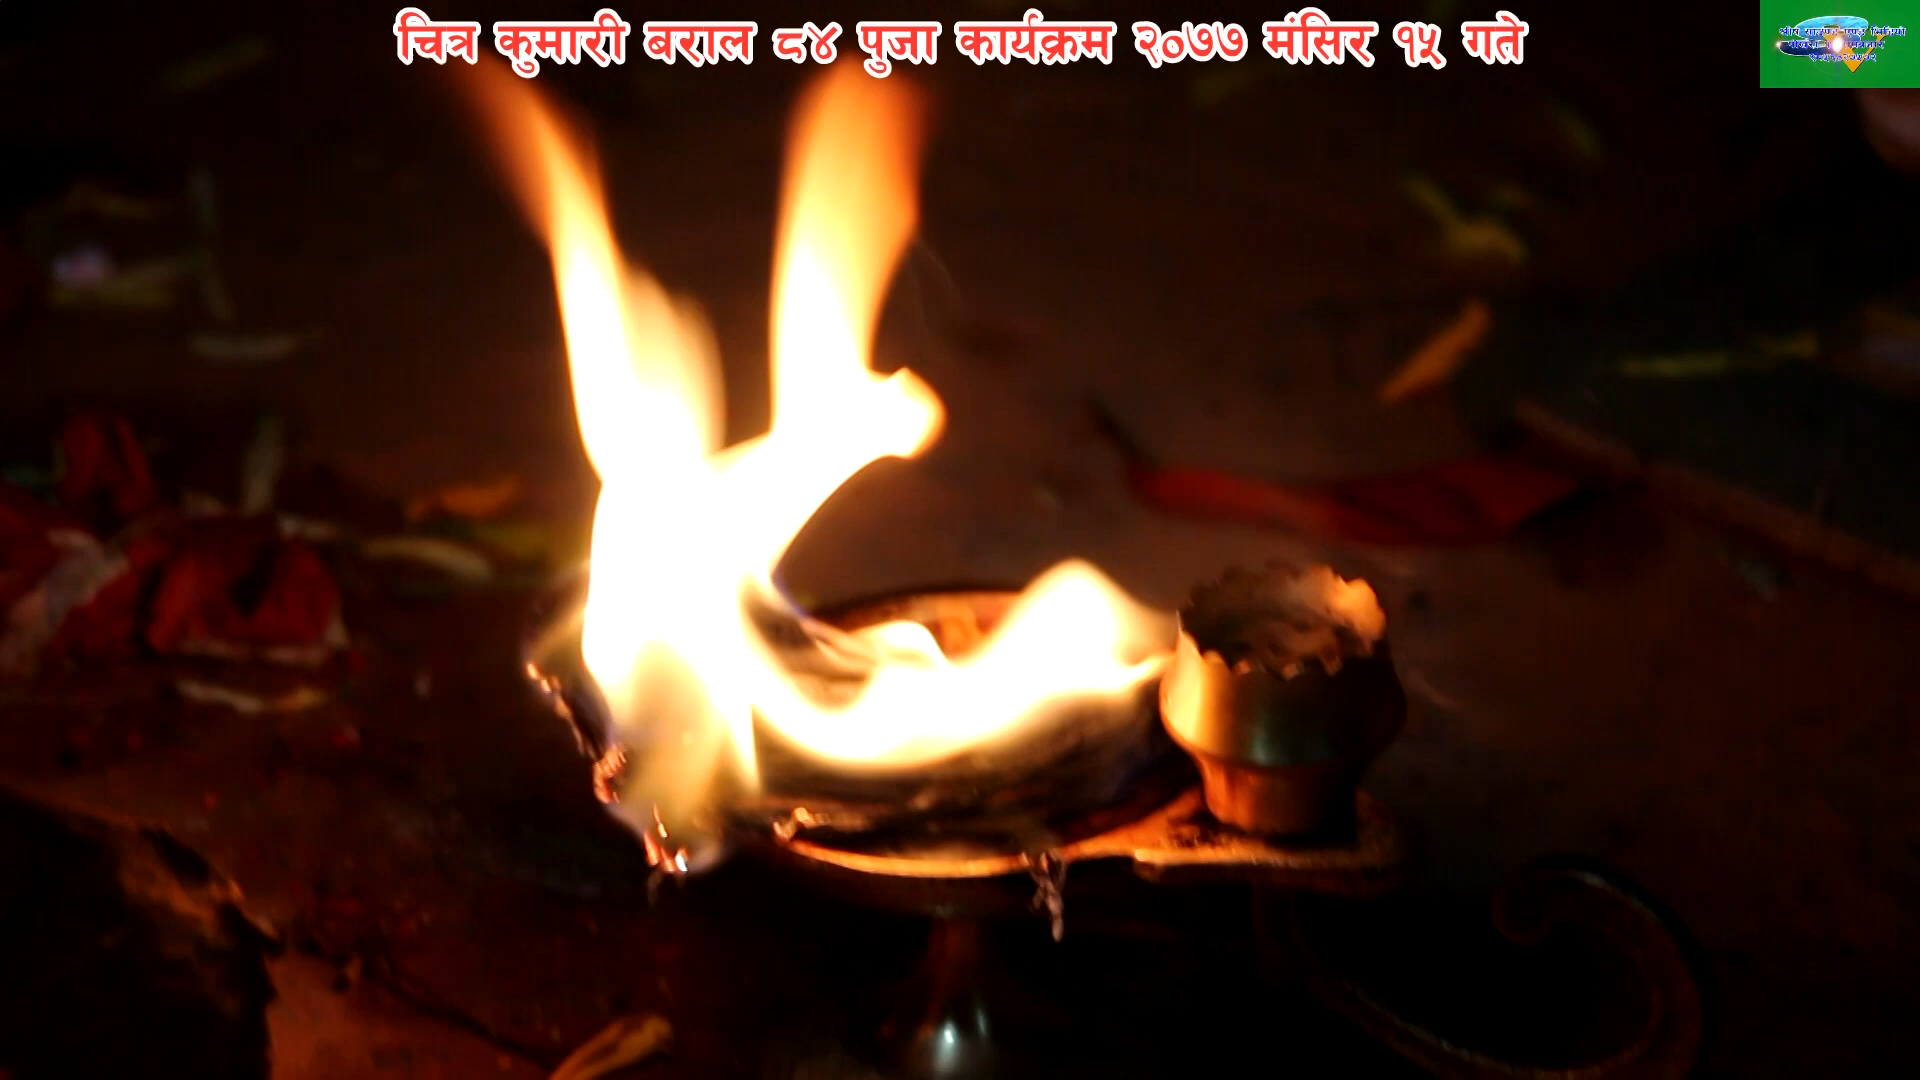 चित्र कुमारी बराल ८४ पुजा कार्यक्रम २०७७ मंसिर १५ गते